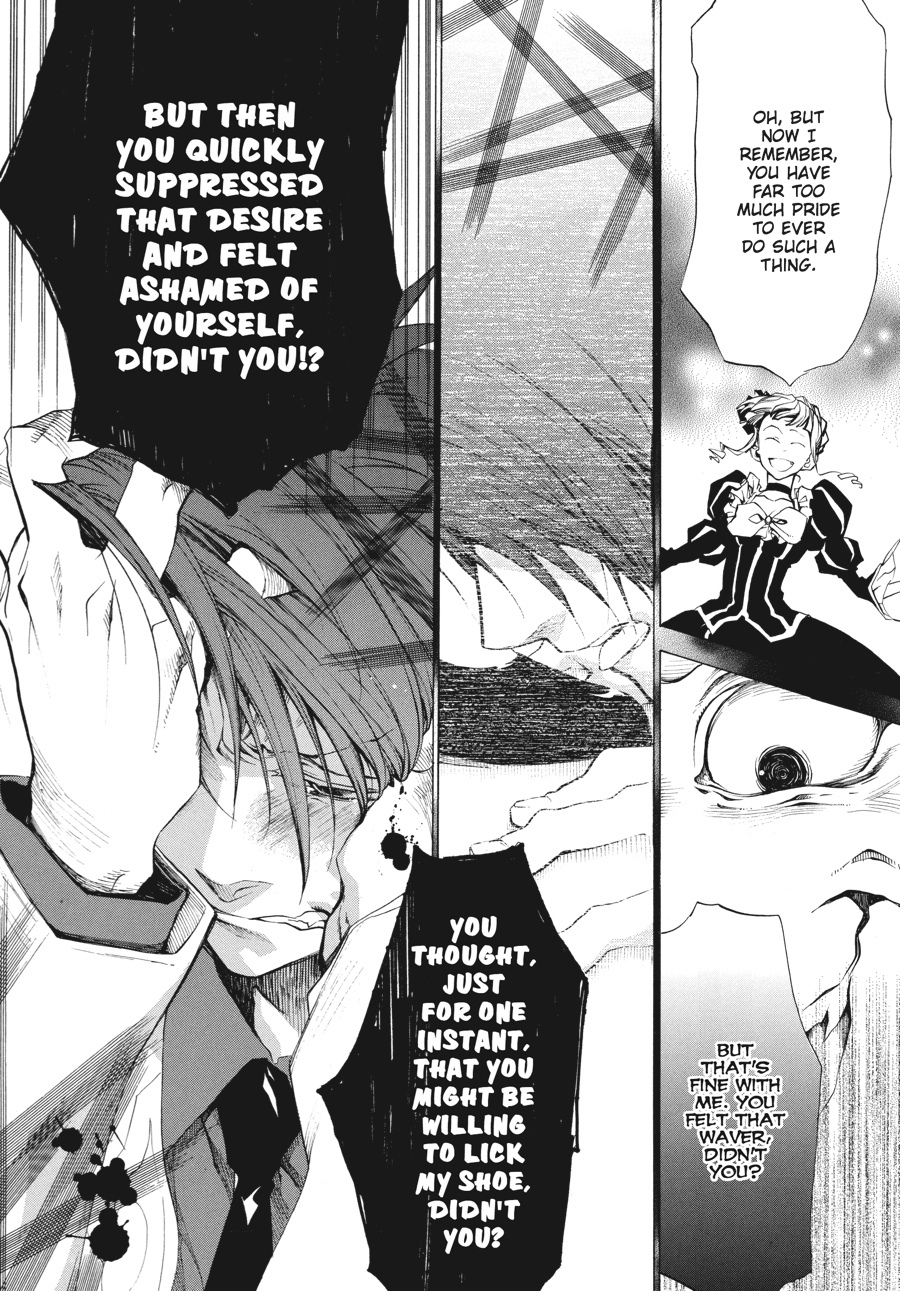 OH, BUT
NOW I
REMEMBER,
YOU HAVE
FAR TOO
MUCH PRIDE
TO EVER
DO SUCH A
THING.
BUT
THAT'S
FINE WITH
ME. YOU
FELT THAT
WAVER,
DIDN'T
YOU?
YOU
THOUGHT,
JUST
FOR ONE
INSTANT,
THAT YOU
MIGHT BE
WILLING
TO LICK
MY SHOE,
DIDN'T
YOU?
BUT THEN
YOU QUICKLY
SUPPRESSED
THAT DESIRE
AND FELT
ASHAMED OF
YOURSELF,
DIDN'T YOU!?